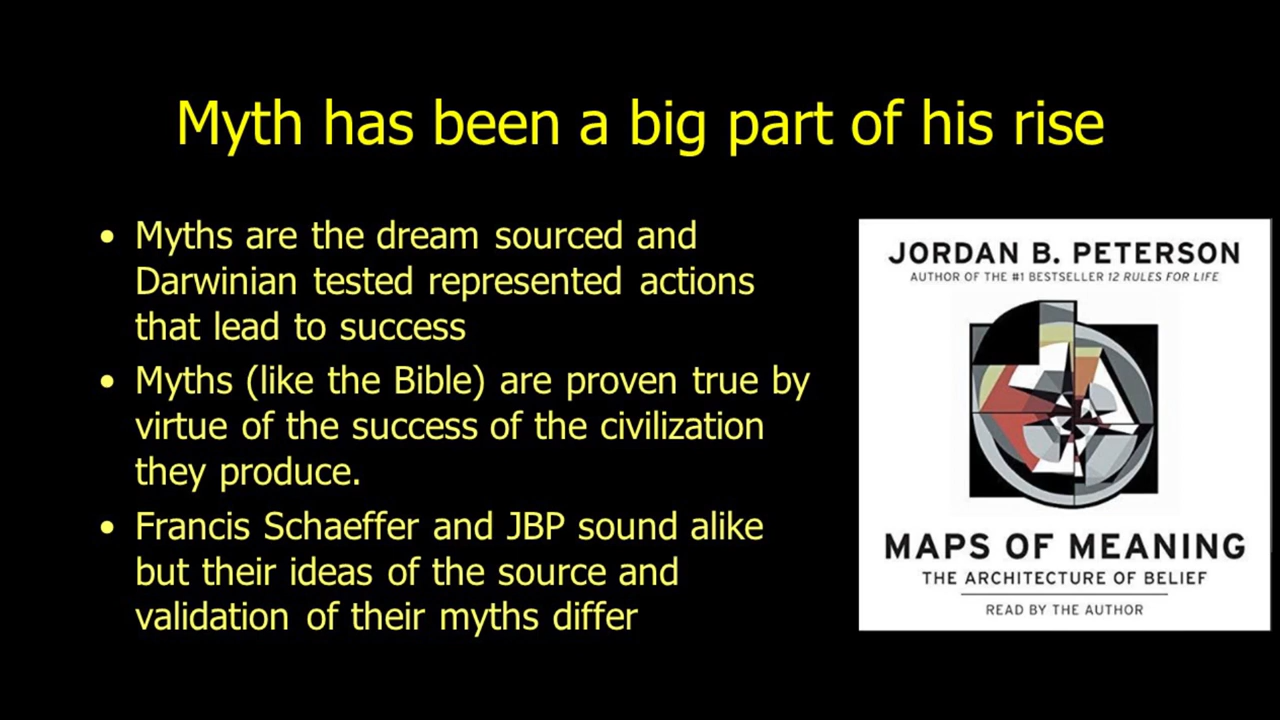 Myth has been a big part of his rise
• Myths are the dream sourced and
Darwinian tested represented actions
that lead to success
• Myths (like the Bible) are proven true by
virtue of the success of the civilization
they produce.
• Francis Schaeffer and JBP sound alike
but their ideas of the source and
validation of their myths differ
JORDAN B. PETERSON
AUTHOR OF THE #1 BESTSELLER 12 RULES FOR LIFE
MAPS OF MEANING
THE ARCHITECTURE OF BELIEF
READ BY THE AUTHOR